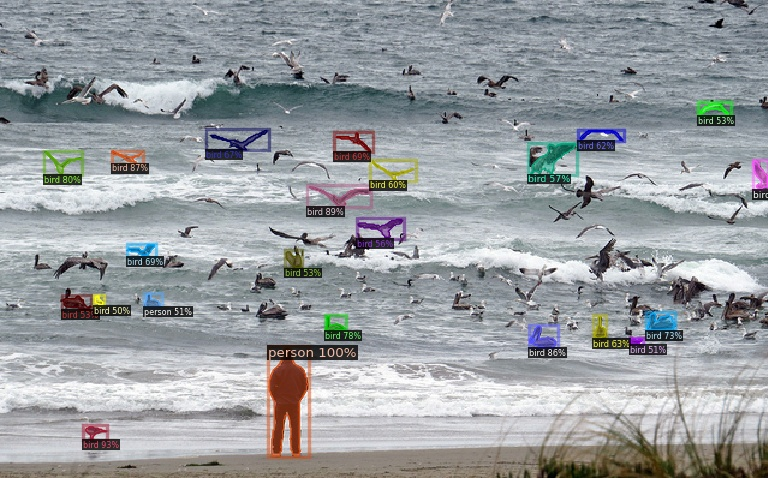 bird 53%
bird 62%
bird 67%
bird 69%
bird 87%
bird 80%
bird 57%
bird 60%
bird
bird 89%
bird 56%
bird 69%
bird 53%
bird 53
bird 50%
person 51%
bird 78%
bird 73%
bird 63%
bird 51%
bird 86%
person 100%
bird 93%